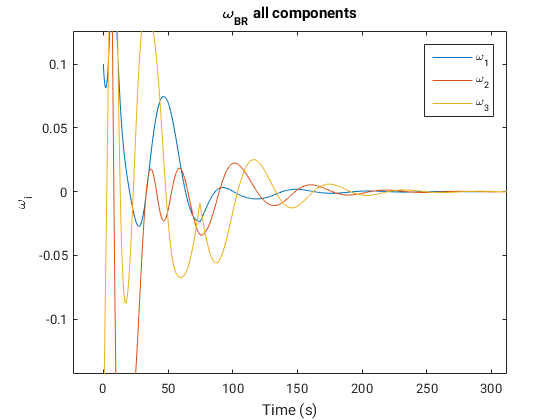 ω_BR all components
ω_1
ω_2
ω_3
0.1
0.05
0
-0.05
-0.1
ω_i
0 50 100 150 200 250 300
Time (s)